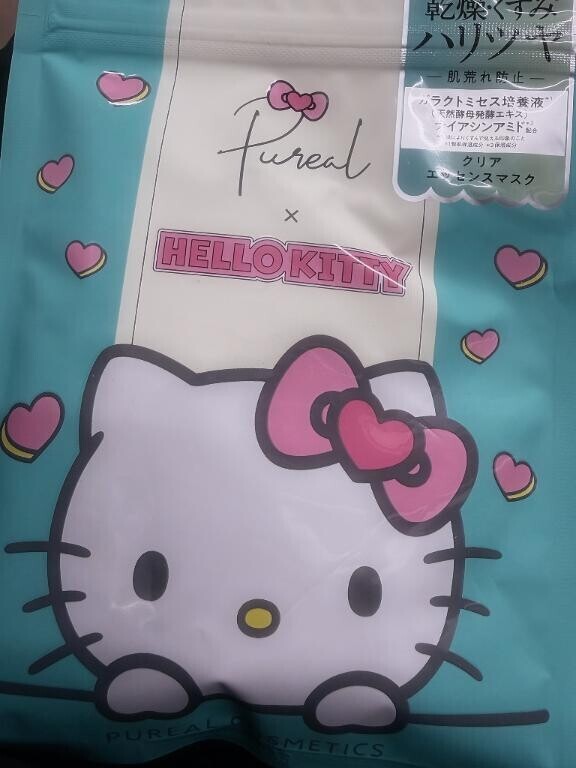 乾燥・くすみ
ハリツヤ
肌荒れ防止
ガラクトミセス培養液
(天然酵母発酵エキス)
ナイアシンアミド 配合
クリア
エッセンスマスク
Pureal
×
HELLO KITTY
PUREAL COSMETICS